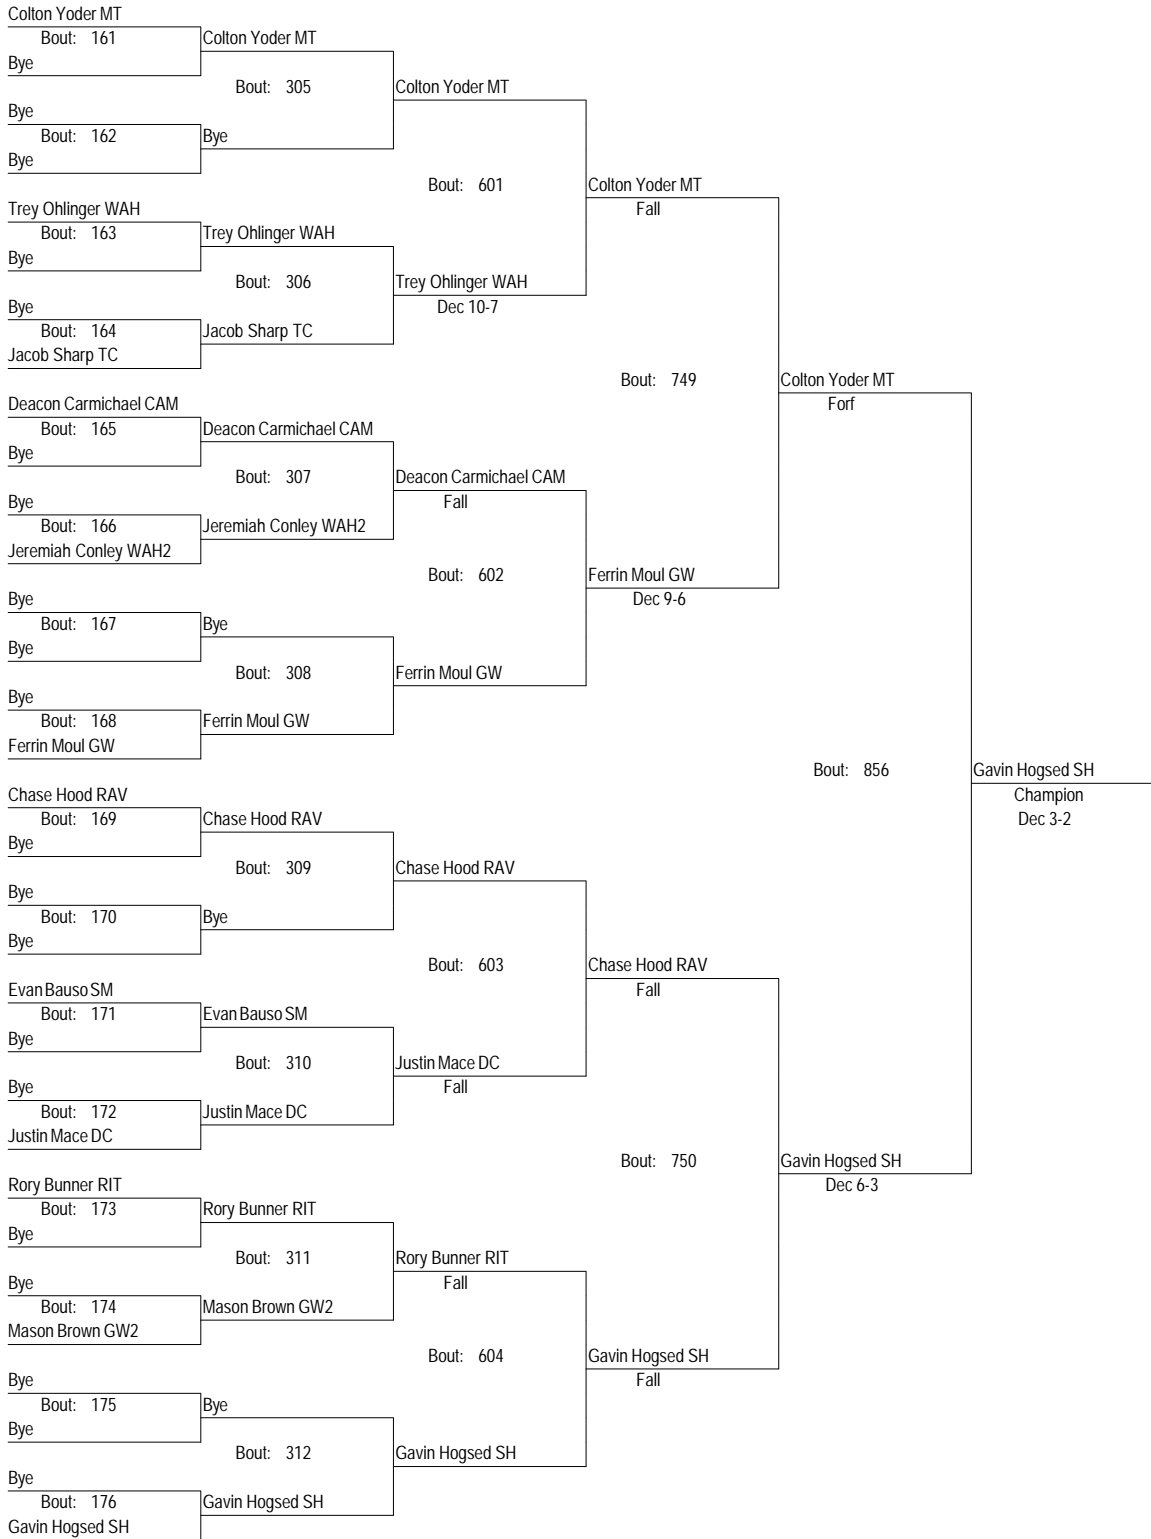 Colton Yoder MT
Bout: 161
Colton Yoder MT
Bye
Bout: 305
Colton Yoder MT
Bye
Bout: 162
Bye
Bye
Bout: 601
Colton Yoder MT
Fall
Trey Ohlinger WAH
Bout: 163
Trey Ohlinger WAH
Bye
Bout: 306
Trey Ohlinger WAH
Dec 10-7
Bye
Bout: 164
Jacob Sharp TC
Jacob Sharp TC
Bout: 749
Colton Yoder MT
Forf
Deacon Carmichael CAM
Bout: 165
Deacon Carmichael CAM
Bye
Bout: 307
Deacon Carmichael CAM
Fall
Bye
Bout: 166
Jeremiah Conley WAH2
Jeremiah Conley WAH2
Bout: 602
Ferrin Moul GW
Dec 9-6
Bye
Bout: 167
Bye
Bye
Bout: 308
Ferrin Moul GW
Bye
Bout: 168
Ferrin Moul GW
Ferrin Moul GW
Bout: 856
Gavin Hogsed SH
Champion
Dec 3-2
Chase Hood RAV
Bout: 169
Chase Hood RAV
Bye
Bout: 309
Chase Hood RAV
Bye
Bout: 170
Bye
Bye
Bout: 603
Chase Hood RAV
Fall
Evan Bauso SM
Bout: 171
Evan Bauso SM
Bye
Bout: 310
Justin Mace DC
Fall
Bye
Bout: 172
Justin Mace DC
Justin Mace DC
Bout: 750
Gavin Hogsed SH
Dec 6-3
Rory Bunner RIT
Bout: 173
Rory Bunner RIT
Bye
Bout: 311
Rory Bunner RIT
Fall
Bye
Bout: 174
Mason Brown GW2
Mason Brown GW2
Bout: 604
Gavin Hogsed SH
Fall
Bye
Bout: 175
Bye
Bye
Bout: 312
Gavin Hogsed SH
Bye
Bout: 176
Gavin Hogsed SH
Gavin Hogsed SH